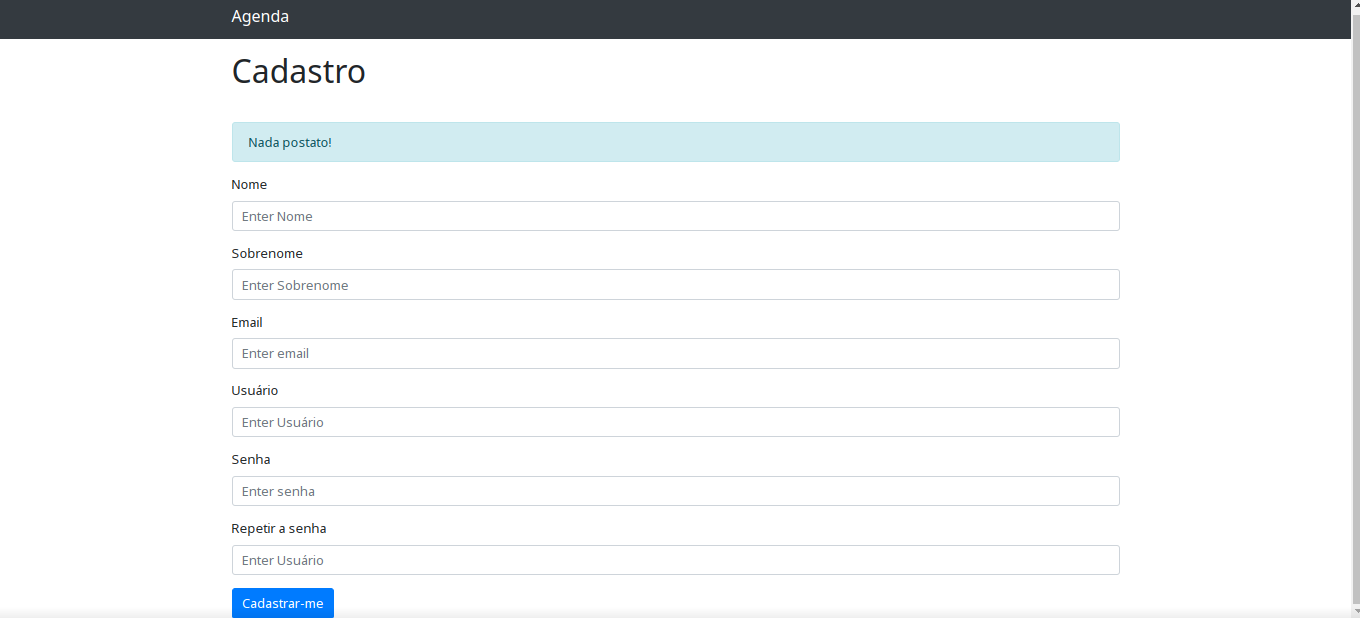 Agenda
Cadastro
Nada postato!
Nome
Enter Nome
Sobrenome
Enter Sobrenome
Email
Enter email
Usuário
Enter Usuário
Senha
Enter senha
Repetir a senha
Enter Usuário
Cadastrar-me